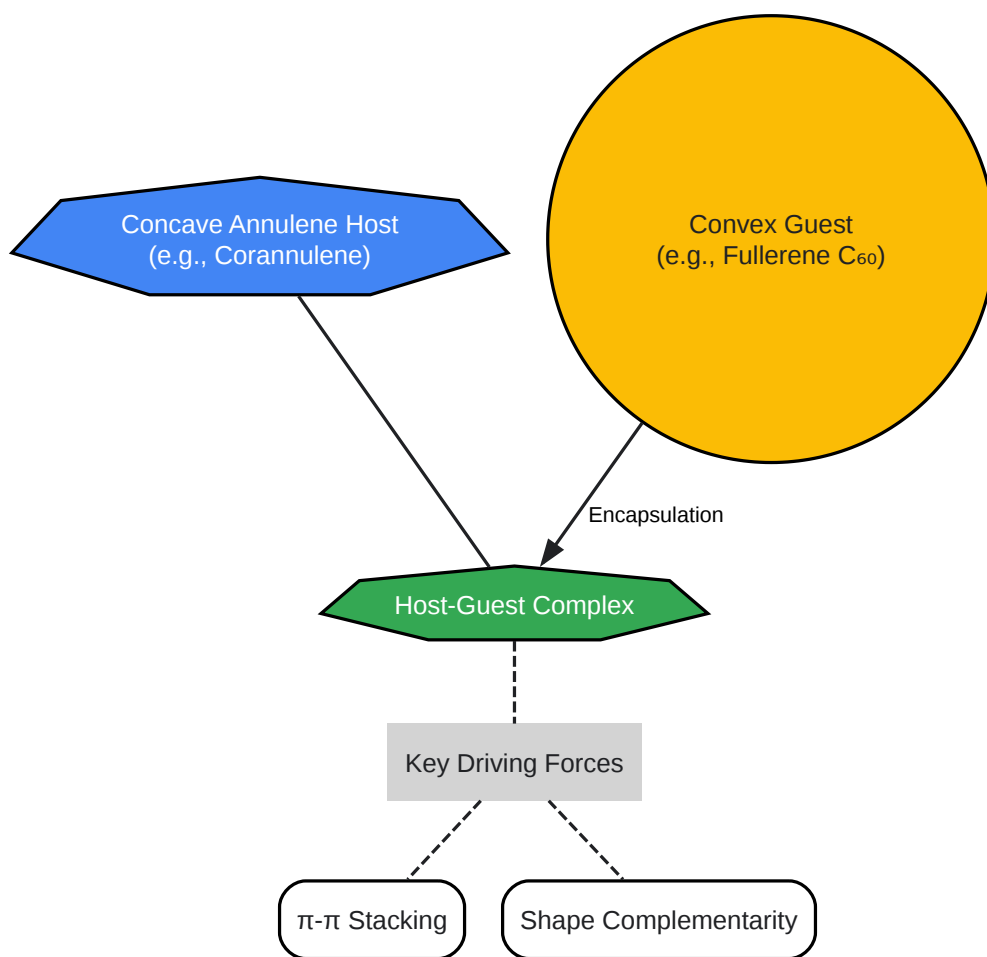 Concave Annulene Host
(e.g., Corannulene)
Convex Guest
(e.g., Fullerene C₆₀)
Encapsulation
Host-Guest Complex
Key Driving Forces
π-π Stacking
Shape Complementarity